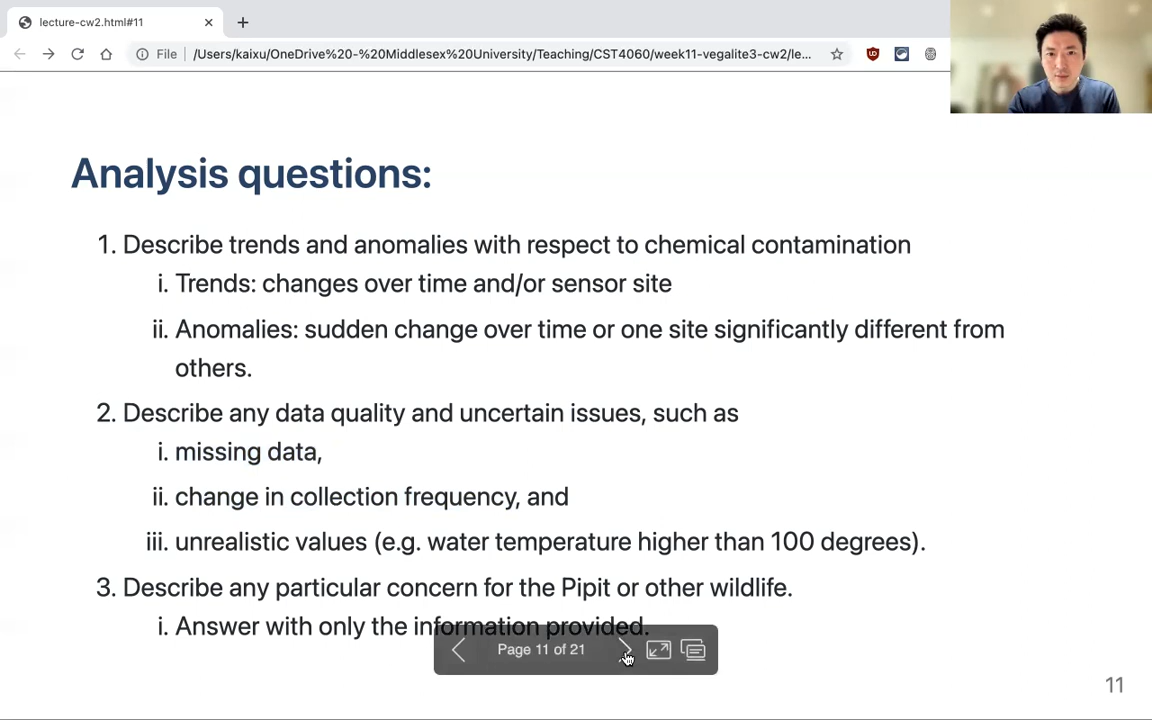 lecture-cw2.html#11
File /Users/kaixu/OneDrive%20-%20Middlesex%20University/Teaching/CST4060/week11-vegalite3-cw2/le...
Analysis questions:
1. Describe trends and anomalies with respect to chemical contamination
i. Trends: changes over time and/or sensor site
ii. Anomalies: sudden change over time or one site significantly different from
others.
2. Describe any data quality and uncertain issues, such as
i. missing data,
ii. change in collection frequency, and
iii. unrealistic values (e.g. water temperature higher than 100 degrees).
3. Describe any particular concern for the Pipit or other wildlife.
i. Answer with only the information provided.
Page 11 of 21
11